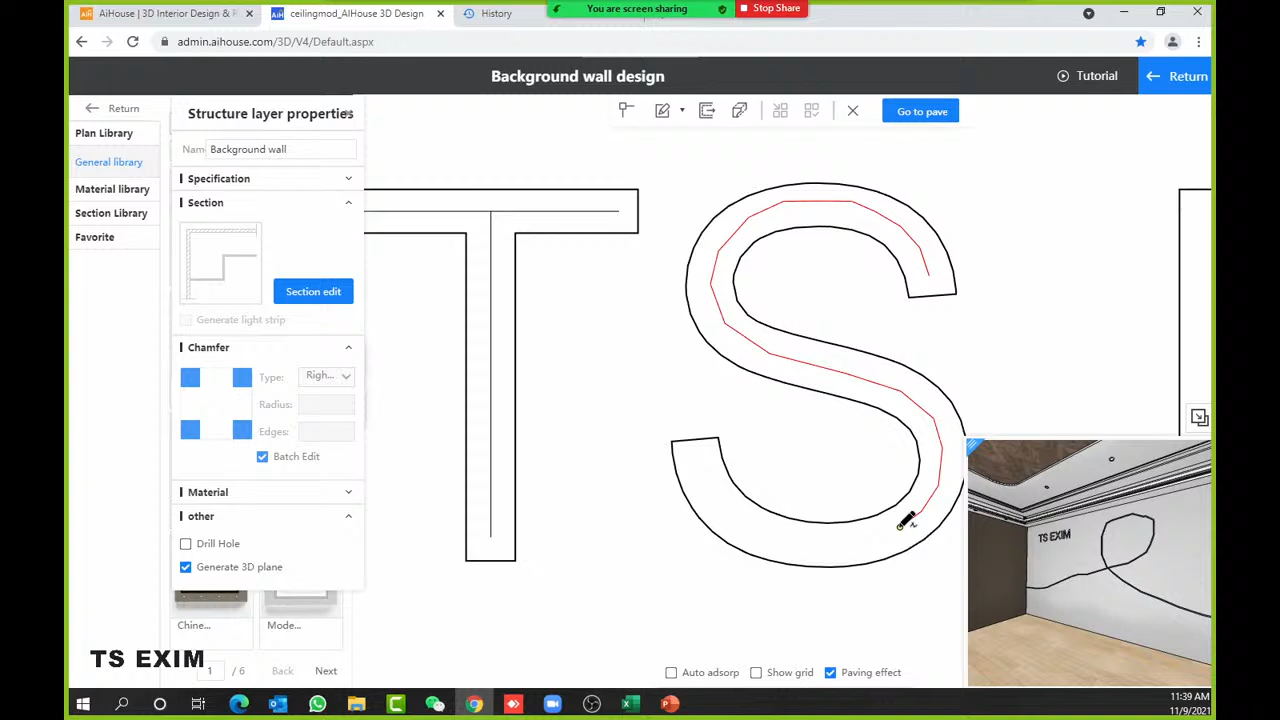 You are screen sharing
Stop Share
AiHouse | 3D Interior Design & R
ceilingmod_AIHouse 3D Design
History
admin.aihouse.com/3D/V4/Default.aspx
Background wall design
Tutorial
Return
Return
Structure layer properties
Go to pave
Plan Library
General library
Material library
Section Library
Favorite
Name
Background wall
Specification
Section
Section edit
Generate light strip
Chamfer
Type:
Righ...
Radius:
Edges:
Batch Edit
Material
other
Drill Hole
Generate 3D plane
Chine...
Mode...
1 / 6
Back
Next
TS EXIM
TS
TS EXIM
Auto adsorp
Show grid
Paving effect
11:39 AM
11/9/2021